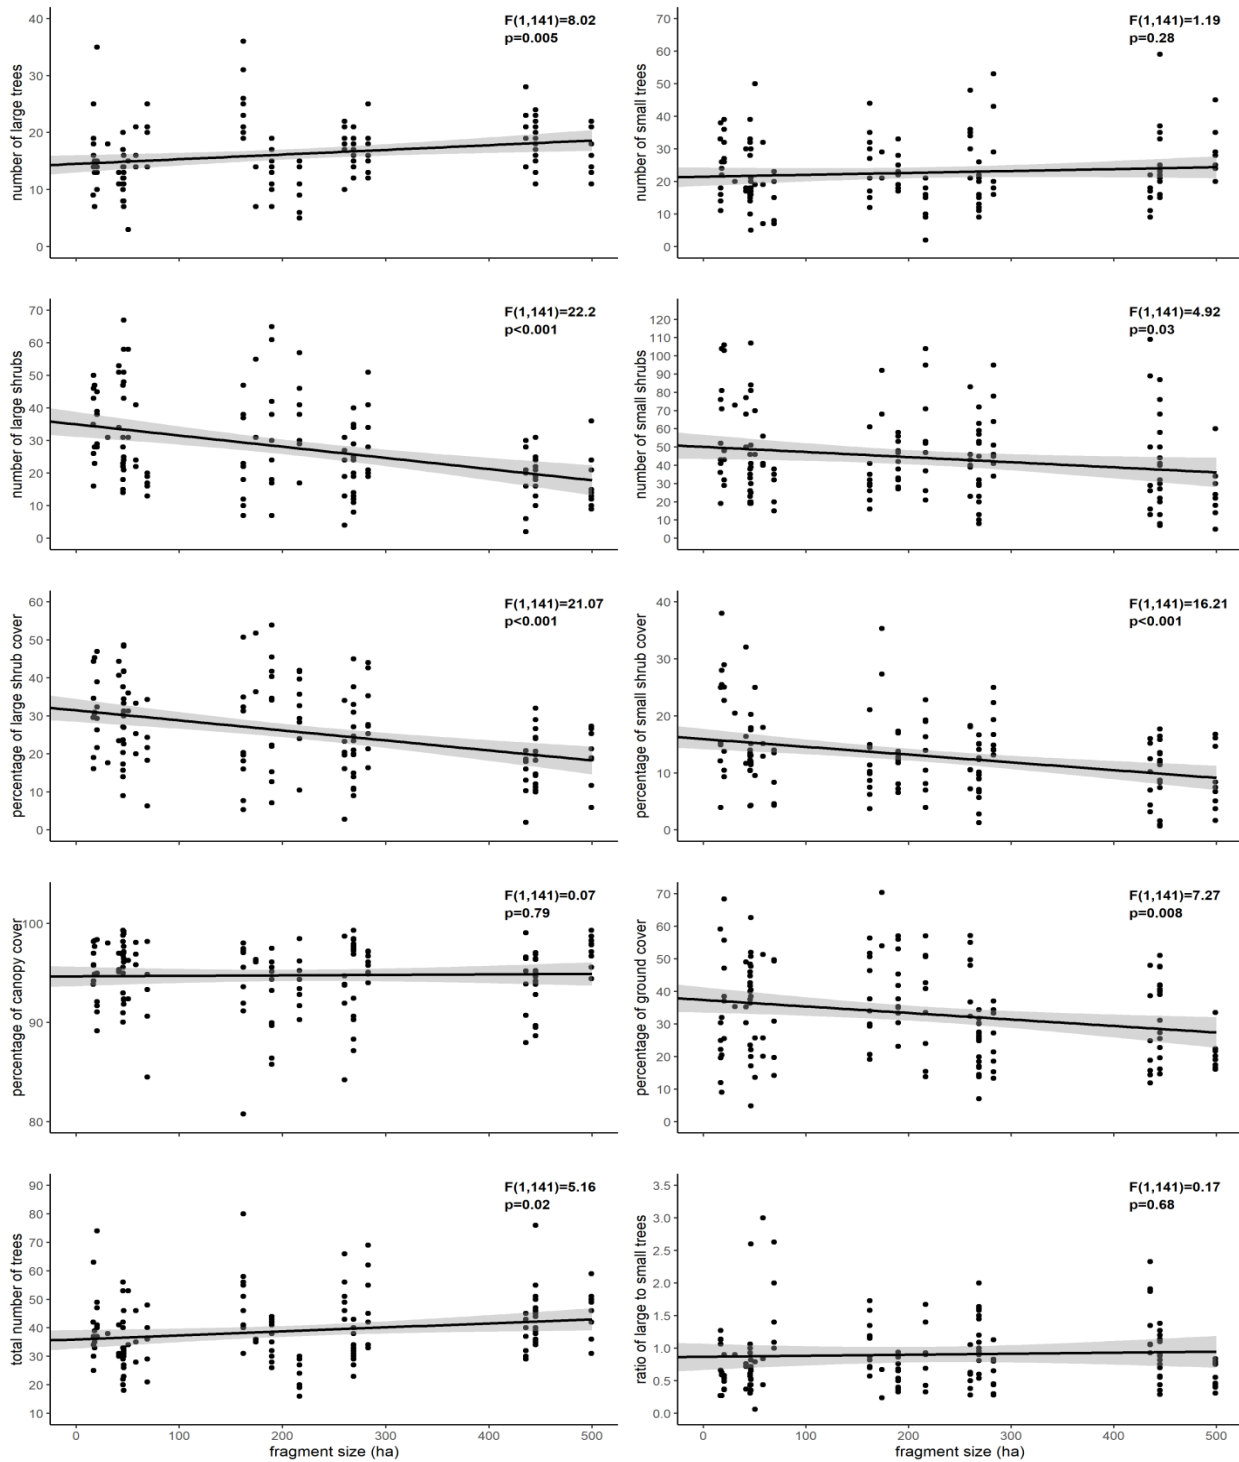 F(1,141)=8.02
p=0.005
number of large trees
40
30
20
10
0
F(1,141)=1.19
p=0.28
number of small trees
70
60
50
40
30
20
10
0
F(1,141)=22.2
p<0.001
number of large shrubs
70
60
50
40
30
20
10
0
F(1,141)=4.92
p=0.03
number of small shrubs
120
110
100
90
80
70
60
50
40
30
20
10
0
F(1,141)=21.07
p<0.001
percentage of large shrub cover
60
50
40
30
20
10
0
F(1,141)=16.21
p<0.001
percentage of small shrub cover
40
30
20
10
0
F(1,141)=0.07
p=0.79
percentage of canopy cover
100
90
80
F(1,141)=7.27
p=0.008
percentage of ground cover
70
60
50
40
30
20
10
0
F(1,141)=5.16
p=0.02
total number of trees
90
80
70
60
50
40
30
20
10
0 100 200 300 400 500
fragment size (ha)
F(1,141)=0.17
p=0.68
ratio of large to small trees
3.5
3.0
2.5
2.0
1.5
1.0
0.5
0.0
0 100 200 300 400 500
fragment size (ha)